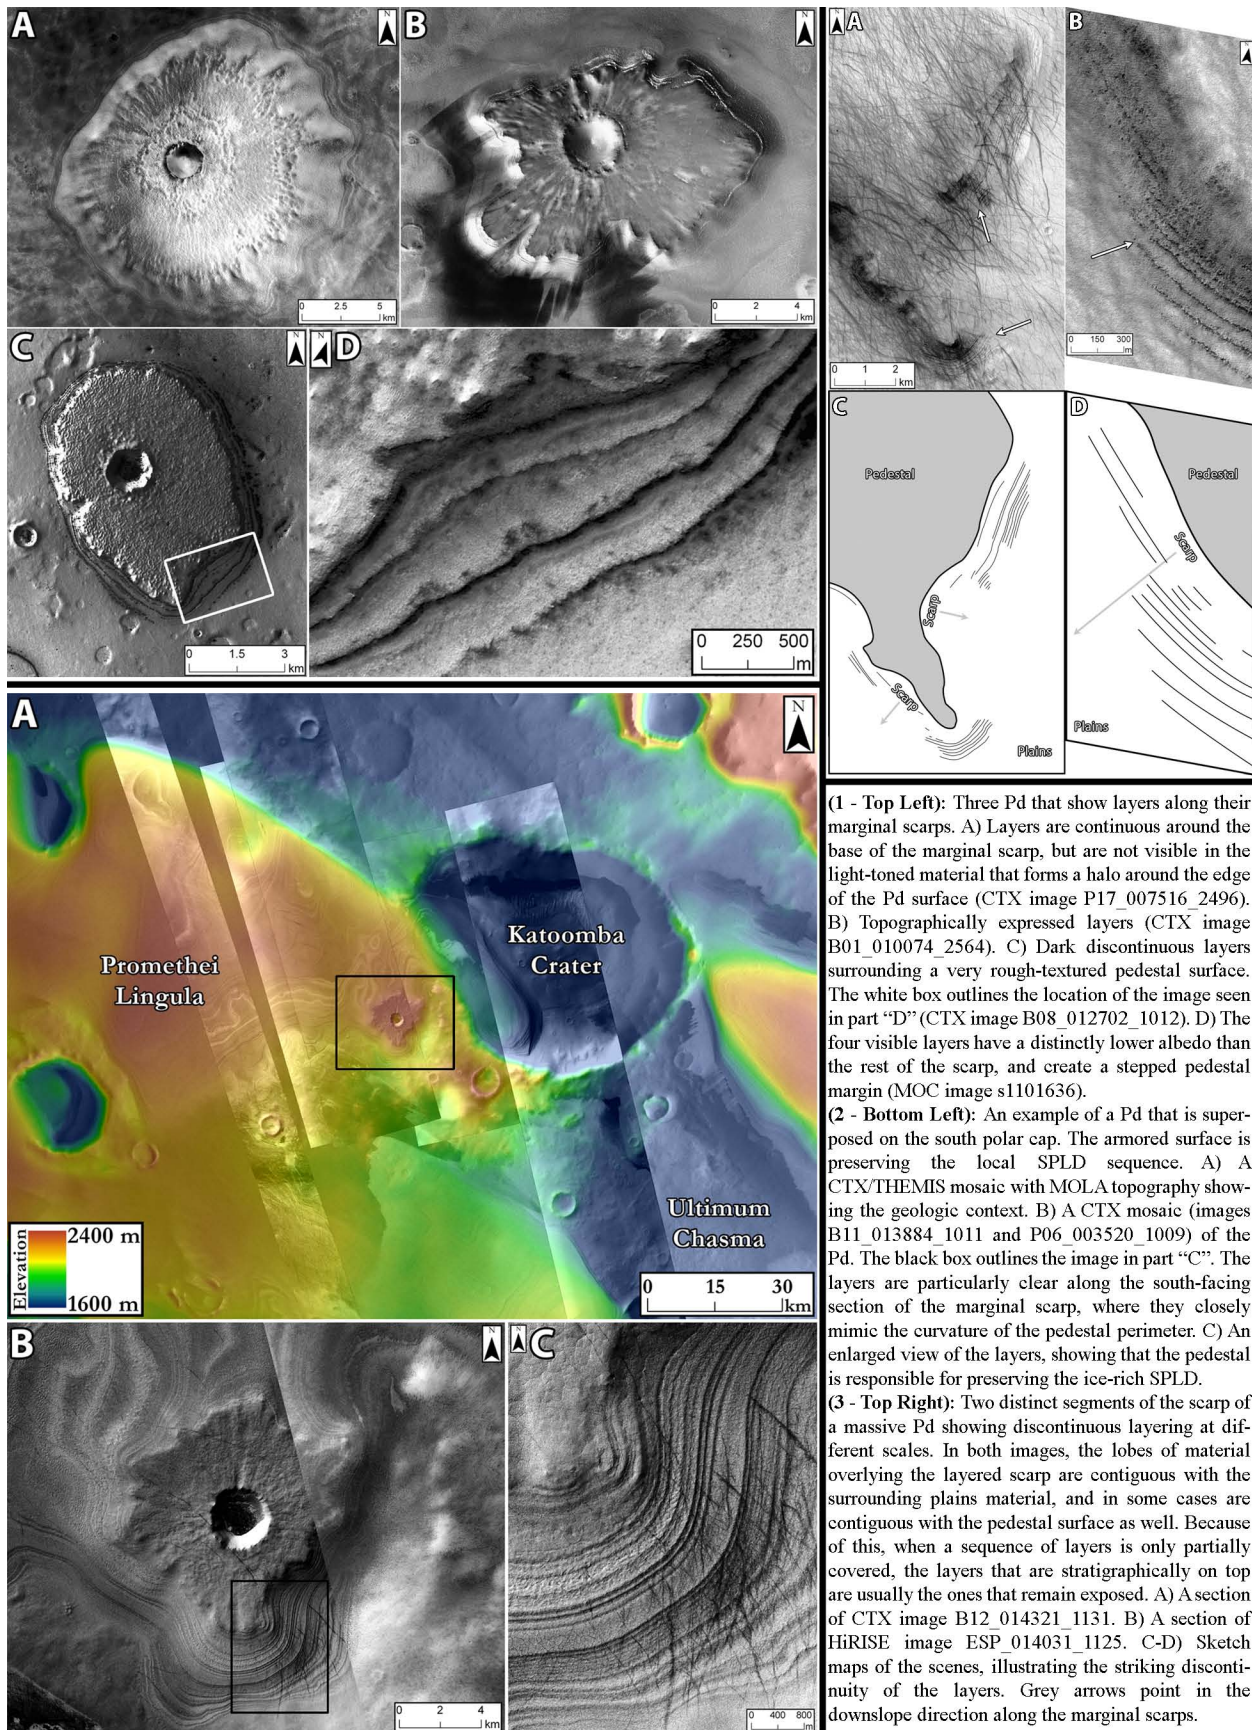 A
N
0 2.5 5
km
B
N
0 2 4
km
C
N
0 1.5 3
km
N
D
0 250 500
m
N
A
0 1 2
km
B
N
0 150 300
m
C
Pedestal
Scarp
Scarp
Plains
D
Pedestal
Scarp
Plains
A
N
Promethei
Lingula
Katoomba
Crater
Ultimum
Chasma
Elevation
2400 m
1600 m
0 15 30
km
B
N
0 2 4
km
N
C
0 400 800
m
(1 - Top Left): Three Pd that show layers along their
marginal scarps. A) Layers are continuous around the
base of the marginal scarp, but are not visible in the
light-toned material that forms a halo around the edge
of the Pd surface (CTX image P17_007516_2496).
B) Topographically expressed layers (CTX image
B01_010074_2564). C) Dark discontinuous layers
surrounding a very rough-textured pedestal surface.
The white box outlines the location of the image seen
in part “D” (CTX image B08_012702_1012). D) The
four visible layers have a distinctly lower albedo than
the rest of the scarp, and create a stepped pedestal
margin (MOC image s1101636).
(2 - Bottom Left): An example of a Pd that is super-
posed on the south polar cap. The armored surface is
preserving the local SPLD sequence. A) A
CTX/THEMIS mosaic with MOLA topography show-
ing the geologic context. B) A CTX mosaic (images
B11_013884_1011 and P06_003520_1009) of the
Pd. The black box outlines the image in part “C”. The
layers are particularly clear along the south-facing
section of the marginal scarp, where they closely
mimic the curvature of the pedestal perimeter. C) An
enlarged view of the layers, showing that the pedestal
is responsible for preserving the ice-rich SPLD.
(3 - Top Right): Two distinct segments of the scarp of
a massive Pd showing discontinuous layering at dif-
ferent scales. In both images, the lobes of material
overlying the layered scarp are contiguous with the
surrounding plains material, and in some cases are
contiguous with the pedestal surface as well. Because
of this, when a sequence of layers is only partially
covered, the layers that are stratigraphically on top
are usually the ones that remain exposed. A) A section
of CTX image B12_014321_1131. B) A section of
HiRISE image ESP_014031_1125. C-D) Sketch
maps of the scenes, illustrating the striking disconti-
nuity of the layers. Grey arrows point in the
downslope direction along the marginal scarps.